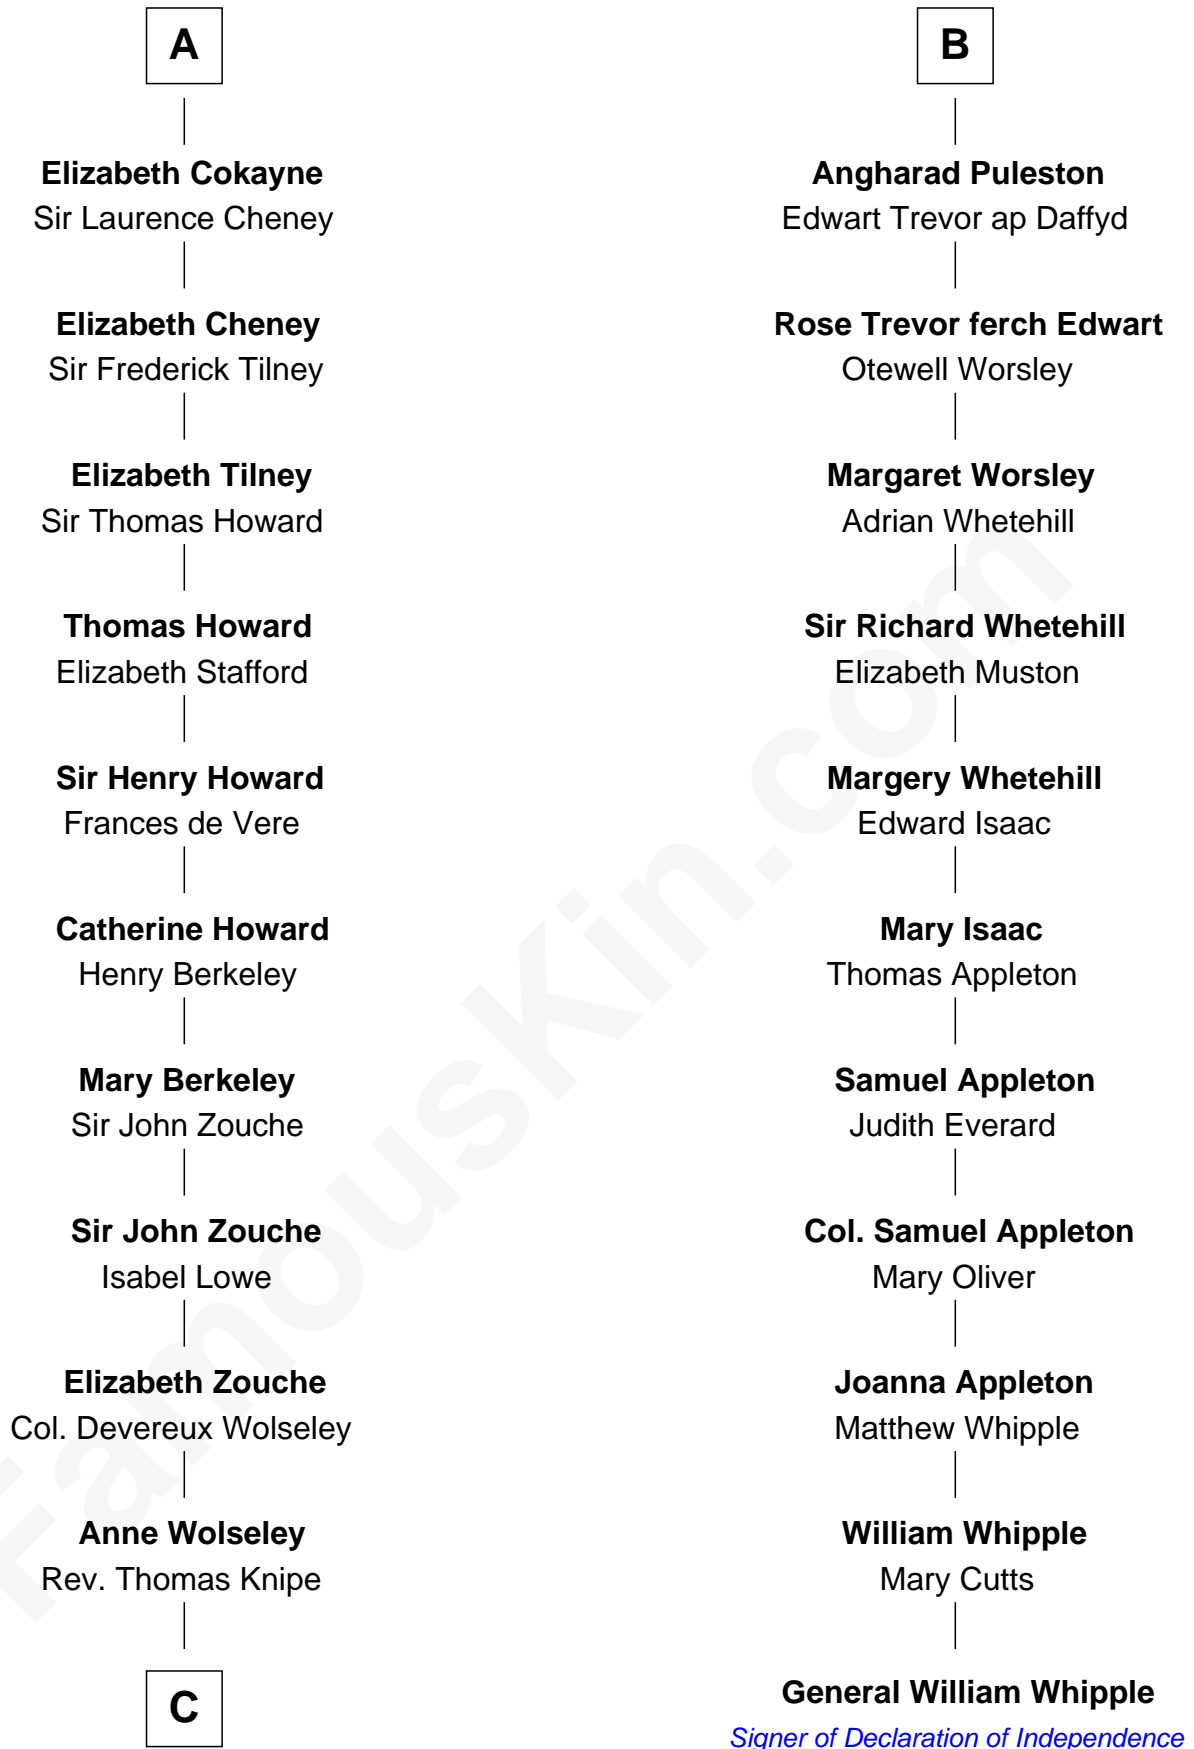 A
Elizabeth Cokayne
Sir Laurence Cheney
Elizabeth Cheney
Sir Frederick Tilney
Elizabeth Tilney
Sir Thomas Howard
Thomas Howard
Elizabeth Stafford
Sir Henry Howard
Frances de Vere
Catherine Howard
Henry Berkeley
Mary Berkeley
Sir John Zouche
Sir John Zouche
Isabel Lowe
Elizabeth Zouche
Col. Devereux Wolseley
Anne Wolseley
Rev. Thomas Knipe
C
B
Angharad Puleston
Edwart Trevor ap Daffyd
Rose Trevor ferch Edwart
Otewell Worsley
Margaret Worsley
Adrian Whetehill
Sir Richard Whetehill
Elizabeth Muston
Margery Whetehill
Edward Isaac
Mary Isaac
Thomas Appleton
Samuel Appleton
Judith Everard
Col. Samuel Appleton
Mary Oliver
Joanna Appleton
Matthew Whipple
William Whipple
Mary Cutts
General William Whipple
Signer of Declaration of Independence
FamousKin.com